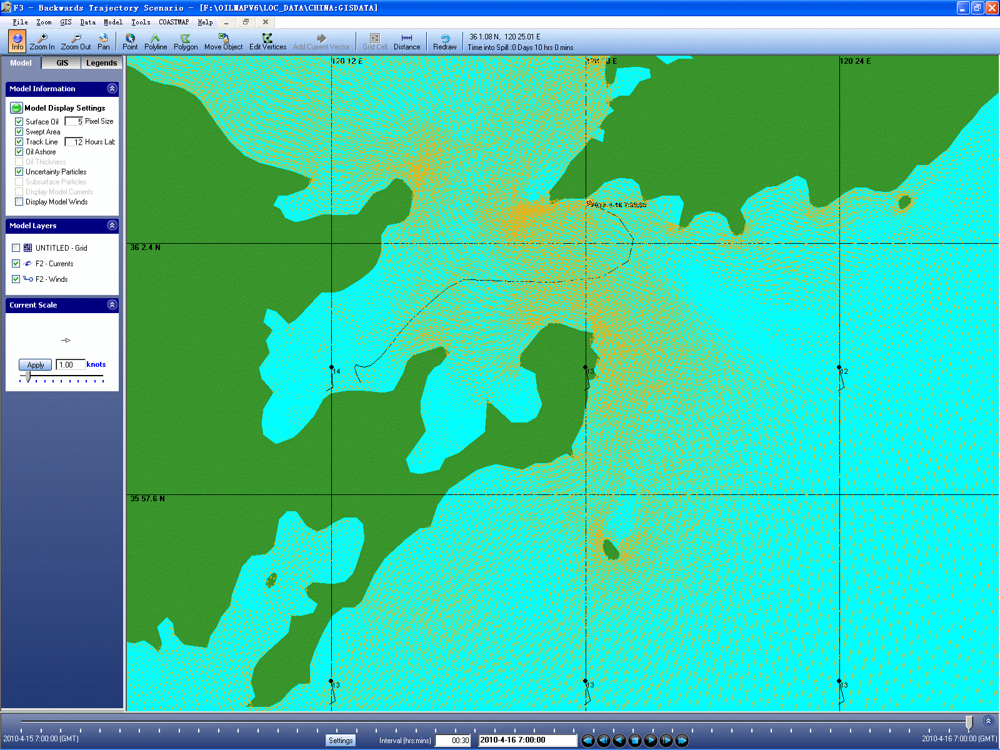 F3 - Backwards Trajectory Scenario - [F:\OILMAPV6\LOC_DATA\CHINA:GISDATA]
File Zoom GIS Data Model Tools COASTMAP Help
Info Zoom In Zoom Out Pan Point Polyline Polygon Move Object Edit Vertices Add Current Vector Grid Cell Distance Redraw
36 1.08 N, 120 25.01 E
Time into Spill :0 Days 10 hrs 0 mins
Model GIS Legends
Model Information
Model Display Settings
Surface Oil 5 Pixel Size
Swept Area
Track Line 12 Hours Lab
Oil Ashore
Oil Thickness
Uncertainty Particles
Subsurface Particles
Display Model Currents
Display Model Winds
Model Layers
UNTITLED - Grid
F2 - Currents
F2 - Winds
Current Scale
Apply 1.00 knots
120 12 E
120 18 E
120 24 E
2010-4-16 7:00:00
36 2.4 N
14
13
12
35 57.6 N
13
13
13
2010-4-15 7:00:00 (GMT)
Settings Interval (hrs:mins) 00:30 2010-4-16 7:00:00
2010-4-16 7:00:00 (GMT)